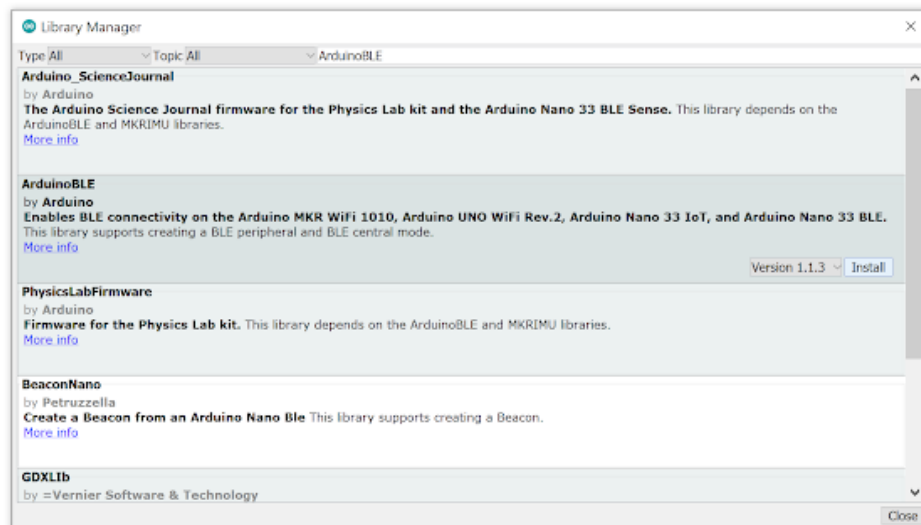 Library Manager
Type All Topic All ArduinoBLE
Arduino_ScienceJournal
by Arduino
The Arduino Science Journal firmware for the Physics Lab kit and the Arduino Nano 33 BLE Sense. This library depends on the
ArduinoBLE and MKRIMU libraries.
More info
ArduinoBLE
by Arduino
Enables BLE connectivity on the Arduino MKR WiFi 1010, Arduino UNO WiFi Rev.2, Arduino Nano 33 IoT, and Arduino Nano 33 BLE.
This library supports creating a BLE peripheral and BLE central mode.
More info
Version 1.1.3 Install
PhysicsLabFirmware
by Arduino
Firmware for the Physics Lab kit. This library depends on the ArduinoBLE and MKRIMU libraries.
More info
BeaconNano
by Petruzzella
Create a Beacon from an Arduino Nano Ble This library supports creating a Beacon.
More info
GDXLIb
by =Vernier Software & Technology
Close